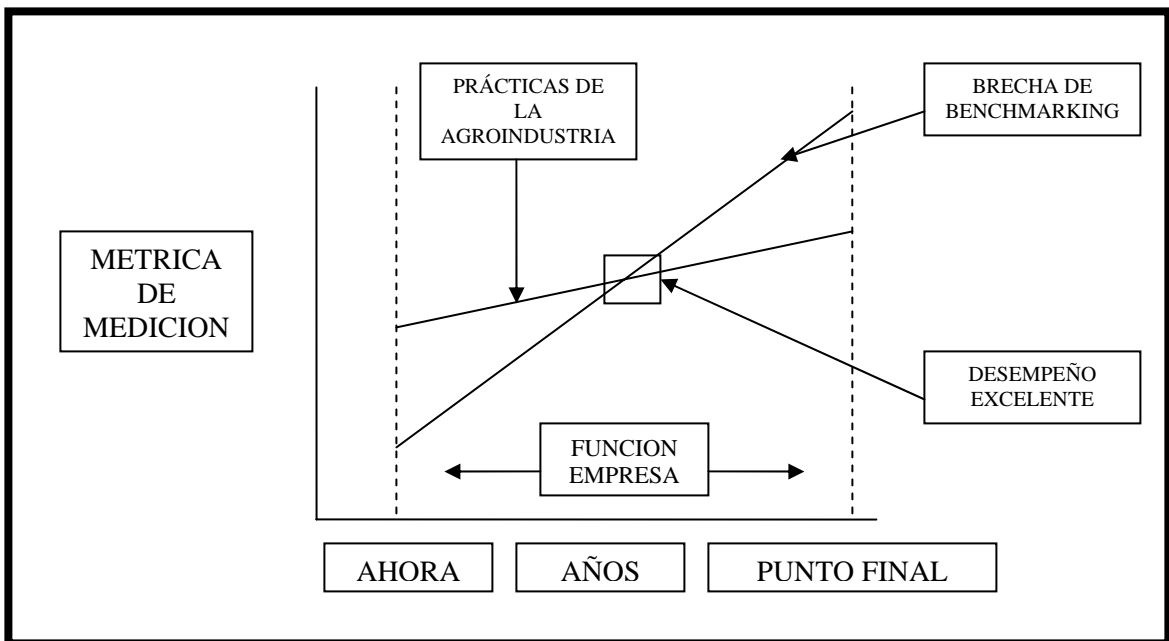 PRÁCTICAS DE
LA
AGROINDUSTRIA
BRECHA DE
BENCHMARKING
METRICA
DE
MEDICION
DESEMPEÑO
EXCELENTE
FUNCION
EMPRESA
AHORA
AÑOS
PUNTO FINAL